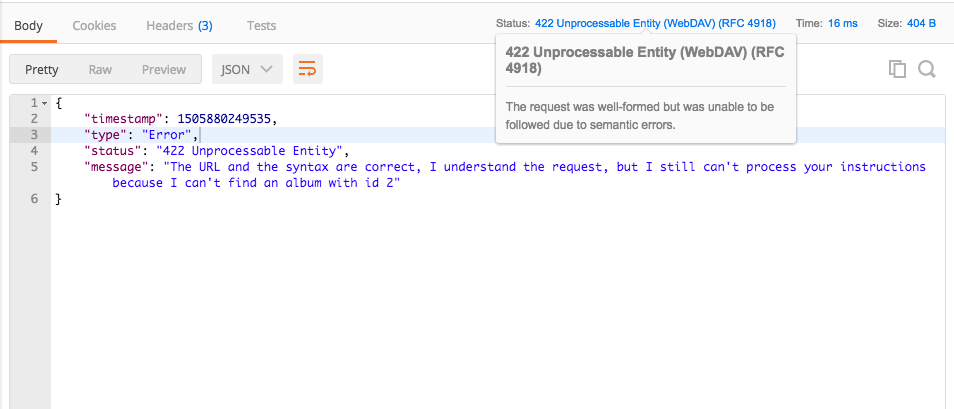 Body Cookies Headers (3) Tests Status: 422 Unprocessable Entity (WebDAV) (RFC 4918) Time: 16 ms Size: 404 B
422 Unprocessable Entity (WebDAV) (RFC
4918)
The request was well-formed but was unable to be
followed due to semantic errors.
Pretty Raw Preview JSON
1 {
2 "timestamp": 1505880249535,
3 "type": "Error",
4 "status": "422 Unprocessable Entity",
5 "message": "The URL and the syntax are correct, I understand the request, but I still can't process your instructions
because I can't find an album with id 2"
6 }